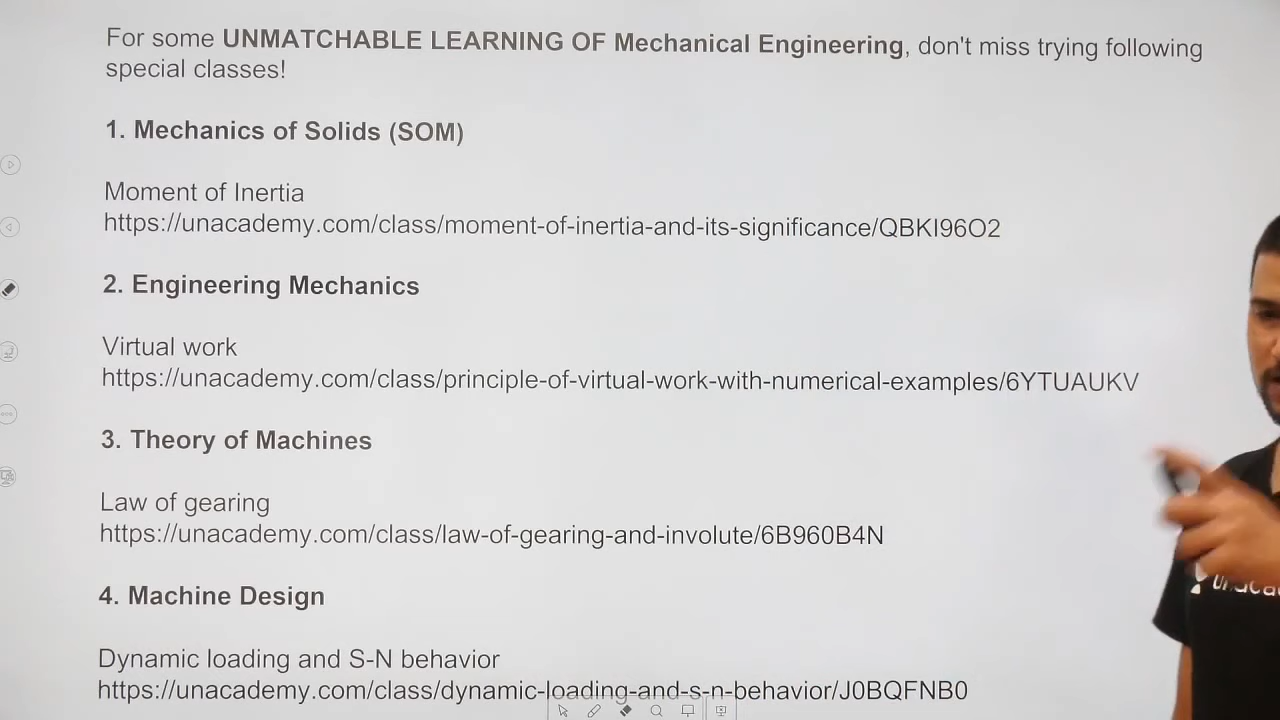 For some UNMATCHABLE LEARNING OF Mechanical Engineering, don't miss trying following
special classes!
1. Mechanics of Solids (SOM)
Moment of Inertia
https://unacademy.com/class/moment-of-inertia-and-its-significance/QBKI96O2
2. Engineering Mechanics
Virtual work
https://unacademy.com/class/principle-of-virtual-work-with-numerical-examples/6YTUAUKV
3. Theory of Machines
Law of gearing
https://unacademy.com/class/law-of-gearing-and-involute/6B960B4N
4. Machine Design
Dynamic loading and S-N behavior
https://unacademy.com/class/dynamic-loading-and-s-n-behavior/J0BQFNB0